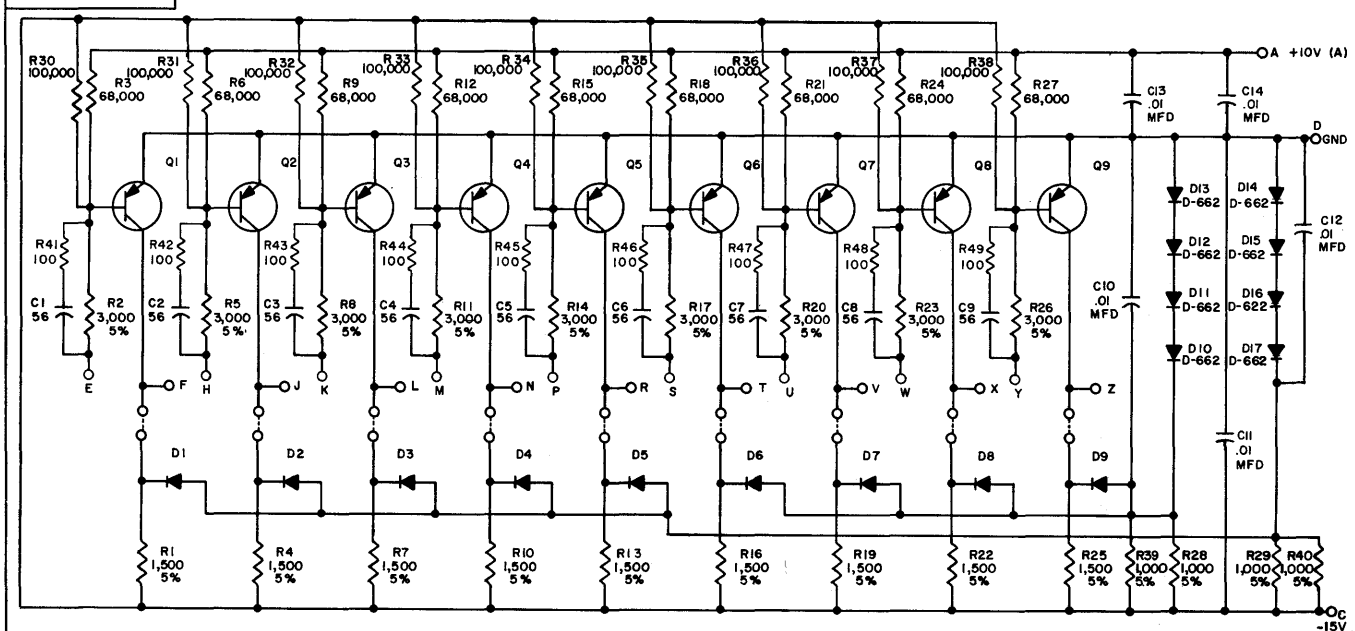 R30
100,000
R3
68,000
R31
100,000
R6
68,000
R32
100,000
R9
68,000
R33
100,000
R12
68,000
R34
100,000
R15
68,000
R35
100,000
R18
68,000
R36
100,000
R21
68,000
R37
100,000
R24
68,000
R38
100,000
R27
68,000
C13
.01
MFD
C14
.01
MFD
A +10V (A)
D
GND
Q1
Q2
Q3
Q4
Q5
Q6
Q7
Q8
Q9
D13
D-662
D14
D-662
C12
.01
MFD
R41
100
R42
100
R43
100
R44
100
R45
100
R46
100
R47
100
R48
100
R49
100
D12
D-662
D15
D-662
C1
56
R2
3,000
5%
C2
56
R5
3,000
5%
C3
56
R8
3,000
5%
C4
56
R11
3,000
5%
C5
56
R14
3,000
5%
C6
56
R17
3,000
5%
C7
56
R20
3,000
5%
C8
56
R23
3,000
5%
C9
56
R26
3,000
5%
C10
.01
MFD
D11
D-662
D16
D-622
D10
D-662
D17
D-662
E
F
H
J
K
L
M
N
P
R
S
T
U
V
W
X
Y
Z
C11
.01
MFD
D1
D2
D3
D4
D5
D6
D7
D8
D9
R1
1,500
5%
R4
1,500
5%
R7
1,500
5%
R10
1,500
5%
R13
1,500
5%
R16
1,500
5%
R19
1,500
5%
R22
1,500
5%
R25
1,500
5%
R39
1,000
5%
R28
1,000
5%
R29
1,000
5%
R40
1,000
5%
C
-15V